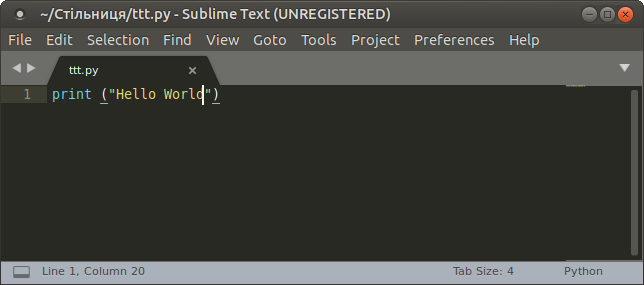 ~/Стільниця/ttt.py - Sublime Text (UNREGISTERED)
File Edit Selection Find View Goto Tools Project Preferences Help
ttt.py ×
1 print ("Hello World")
Line 1, Column 20 Tab Size: 4 Python